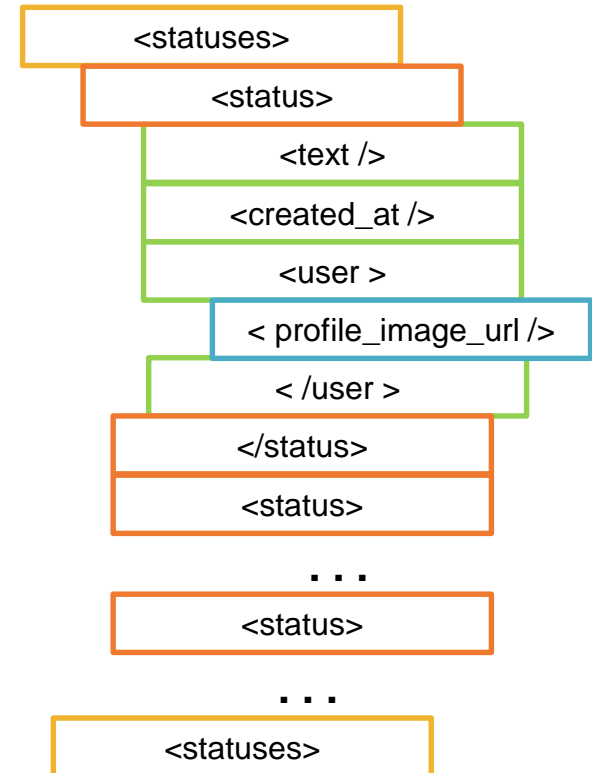 <statuses>
<status>
<text />
<created_at />
<user >
< profile_image_url />
< /user >
</status>
<status>
. . .
<status>
. . .
<statuses>